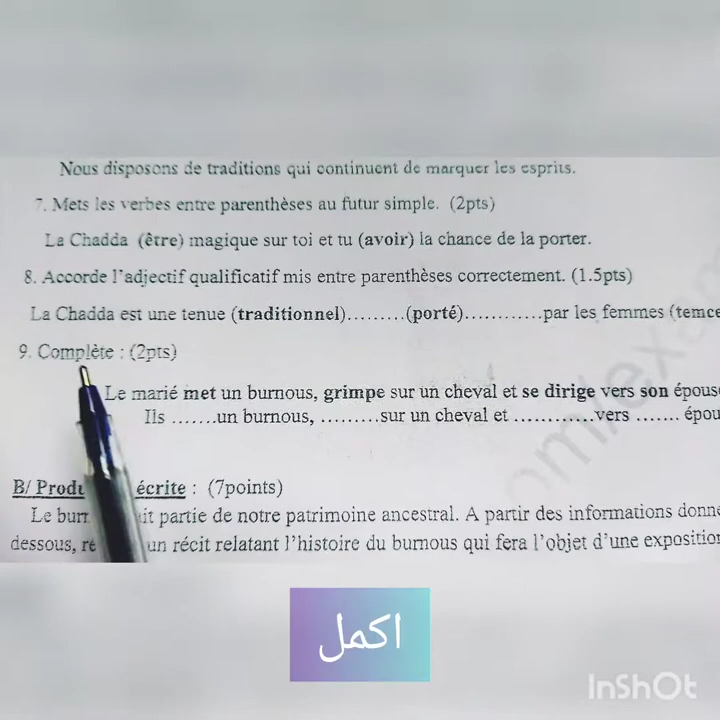 Nous disposons de traditions qui continuent de marquer les esprits.
7. Mets les verbes entre parenthèses au futur simple. (2pts)
La Chadda (être) magique sur toi et tu (avoir) la chance de la porter.
8. Accorde l'adjectif qualificatif mis entre parenthèses correctement. (1.5pts)
La Chadda est une tenue (traditionnel).........(porté)............par les femmes (temce
9. Complète : (2pts)
Le marié met un burnous, grimpe sur un cheval et se dirige vers son épous
Ils .......un burnous, .........sur un cheval et ............vers ....... épou
B/ Produ écrite : (7points)
Le bur it partie de notre patrimoine ancestral. A partir des informations donné
dessous, ré un récit relatant l'histoire du burnous qui fera l'objet d'une exposition
اكمل
InShOt